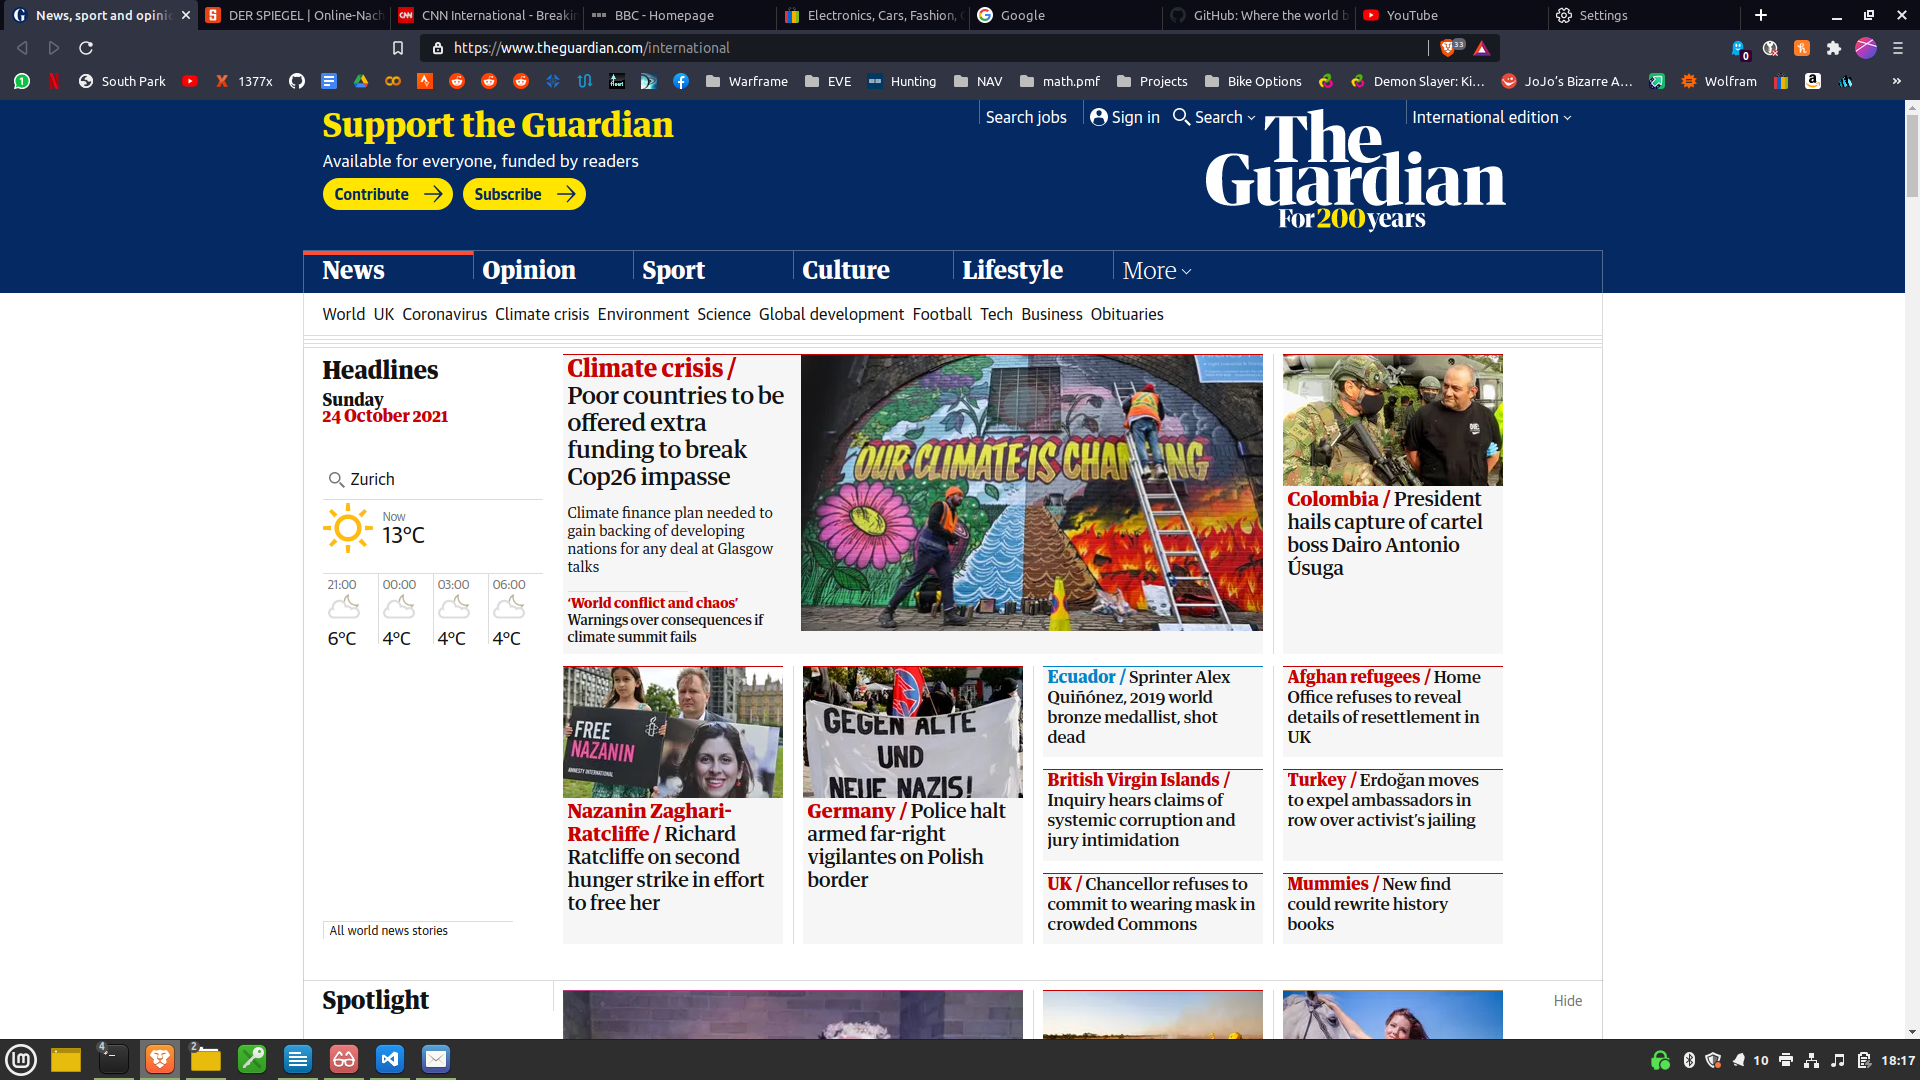 News, sport and opini
DER SPIEGEL | Online-Nach
CNN International - Breakin
BBC - Homepage
Electronics, Cars, Fashion, C
Google
GitHub: Where the world b
YouTube
Settings
https://www.theguardian.com/international
33
0
South Park
1377x
Warframe
EVE
Hunting
NAV
math.pmf
Projects
Bike Options
Demon Slayer: Ki...
JoJo's Bizarre A...
Wolfram
»
Support the Guardian
Available for everyone, funded by readers
Contribute
Subscribe
Search jobs
Sign in
Search
International edition
The
Guardian
For 200 years
News
Opinion
Sport
Culture
Lifestyle
More
World UK Coronavirus Climate crisis Environment Science Global development Football Tech Business Obituaries
Headlines
Sunday
24 October 2021
Zurich
Now
13°C
21:00 00:00 03:00 06:00
6°C 4°C 4°C 4°C
All world news stories
Climate crisis /
Poor countries to be
offered extra
funding to break
Cop26 impasse
Climate finance plan needed to
gain backing of developing
nations for any deal at Glasgow
talks
‘World conflict and chaos’
Warnings over consequences if
climate summit fails
OUR CLIMATE IS CHANGING
Colombia / President
hails capture of cartel
boss Dairo Antonio
Úsuga
FREE
NAZANIN
AMNESTY INTERNATIONAL
Nazanin Zaghari-
Ratcliffe / Richard
Ratcliffe on second
hunger strike in effort
to free her
GEGEN ALTE
UND
NEUE NAZIS!
Germany / Police halt
armed far-right
vigilantes on Polish
border
Ecuador / Sprinter Alex
Quiñónez, 2019 world
bronze medallist, shot
dead
British Virgin Islands /
Inquiry hears claims of
systemic corruption and
jury intimidation
UK / Chancellor refuses to
commit to wearing mask in
crowded Commons
Afghan refugees / Home
Office refuses to reveal
details of resettlement in
UK
Turkey / Erdoğan moves
to expel ambassadors in
row over activist’s jailing
Mummies / New find
could rewrite history
books
Spotlight
Hide
4
2
10
18:17